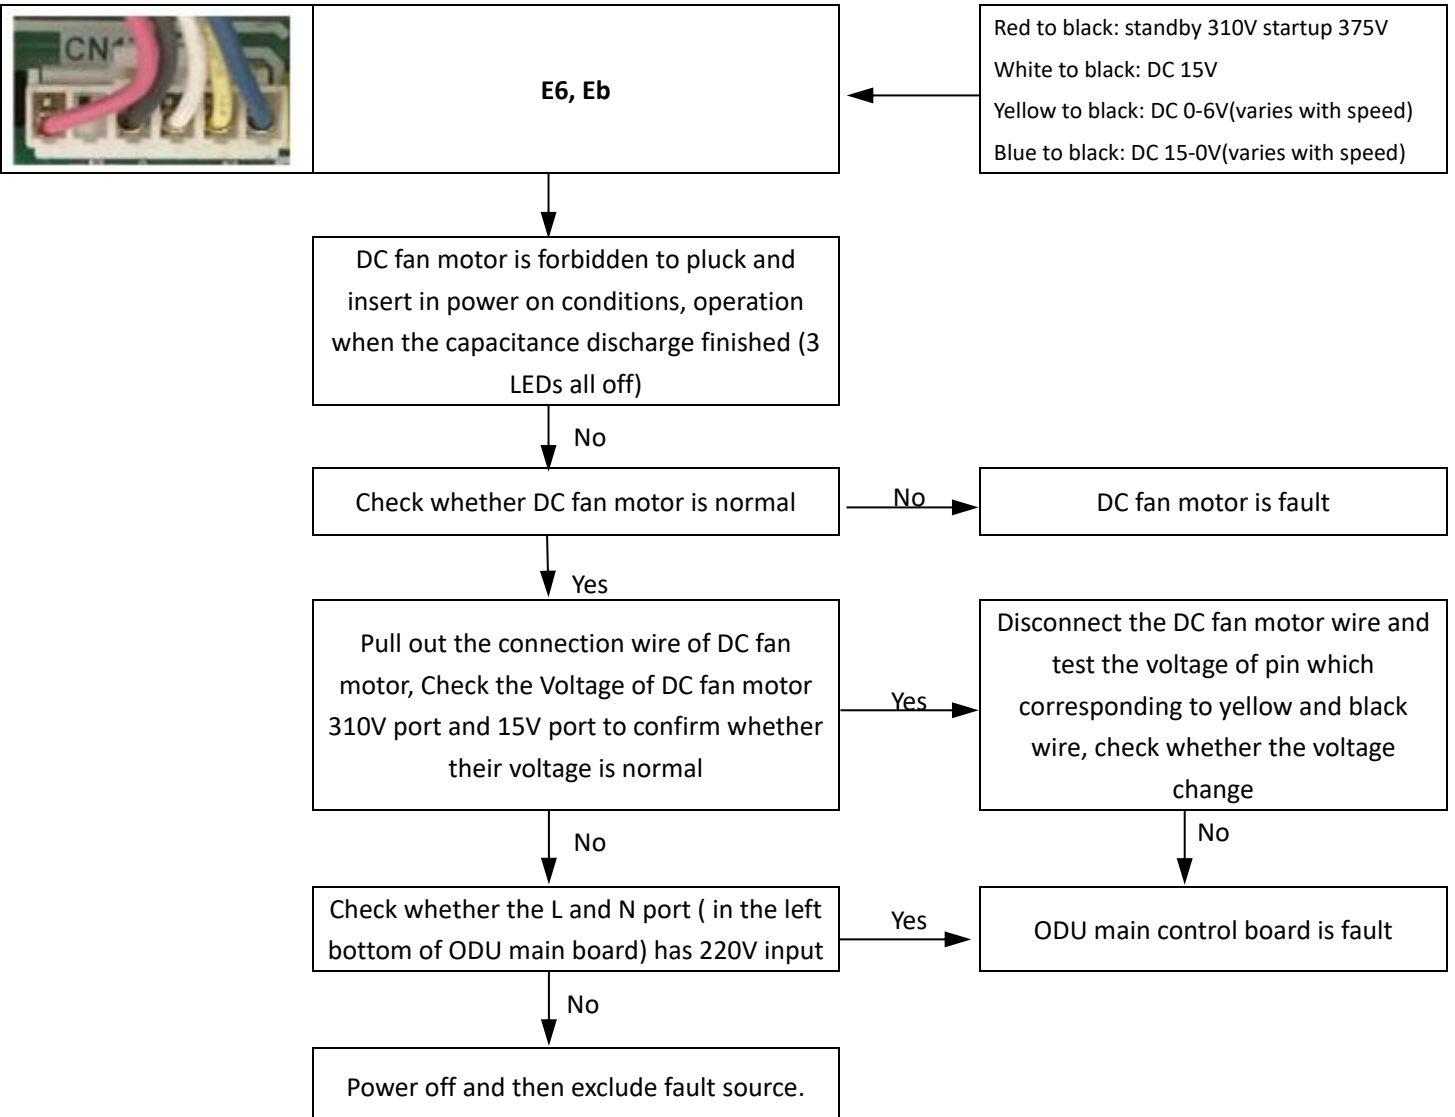 CN1
E6, Eb
Red to black: standby 310V startup 375V
White to black: DC 15V
Yellow to black: DC 0-6V(varies with speed)
Blue to black: DC 15-0V(varies with speed)
DC fan motor is forbidden to pluck and
insert in power on conditions, operation
when the capacitance discharge finished (3
LEDs all off)
No
Check whether DC fan motor is normal
No
DC fan motor is fault
Yes
Pull out the connection wire of DC fan
motor, Check the Voltage of DC fan motor
310V port and 15V port to confirm whether
their voltage is normal
Yes
Disconnect the DC fan motor wire and
test the voltage of pin which
corresponding to yellow and black
wire, check whether the voltage
change
No
No
Check whether the L and N port ( in the left
bottom of ODU main board) has 220V input
Yes
ODU main control board is fault
No
Power off and then exclude fault source.